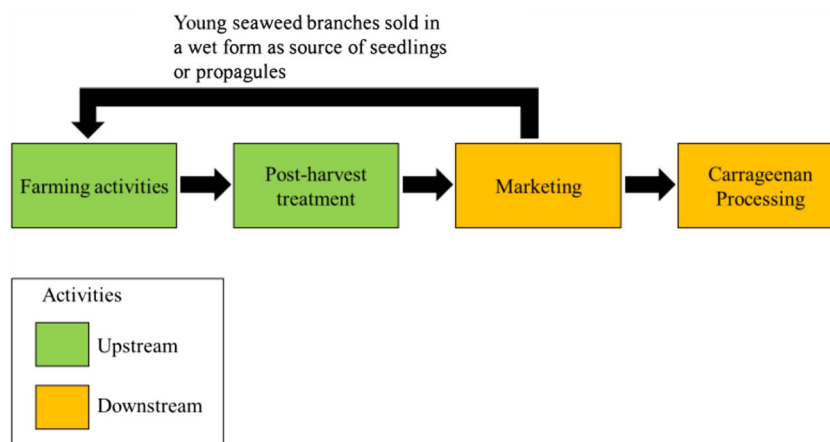 Young seaweed branches sold in
a wet form as source of seedlings
or propagules
Farming activities
Post-harvest
treatment
Marketing
Carrageenan
Processing
Activities
Upstream
Downstream